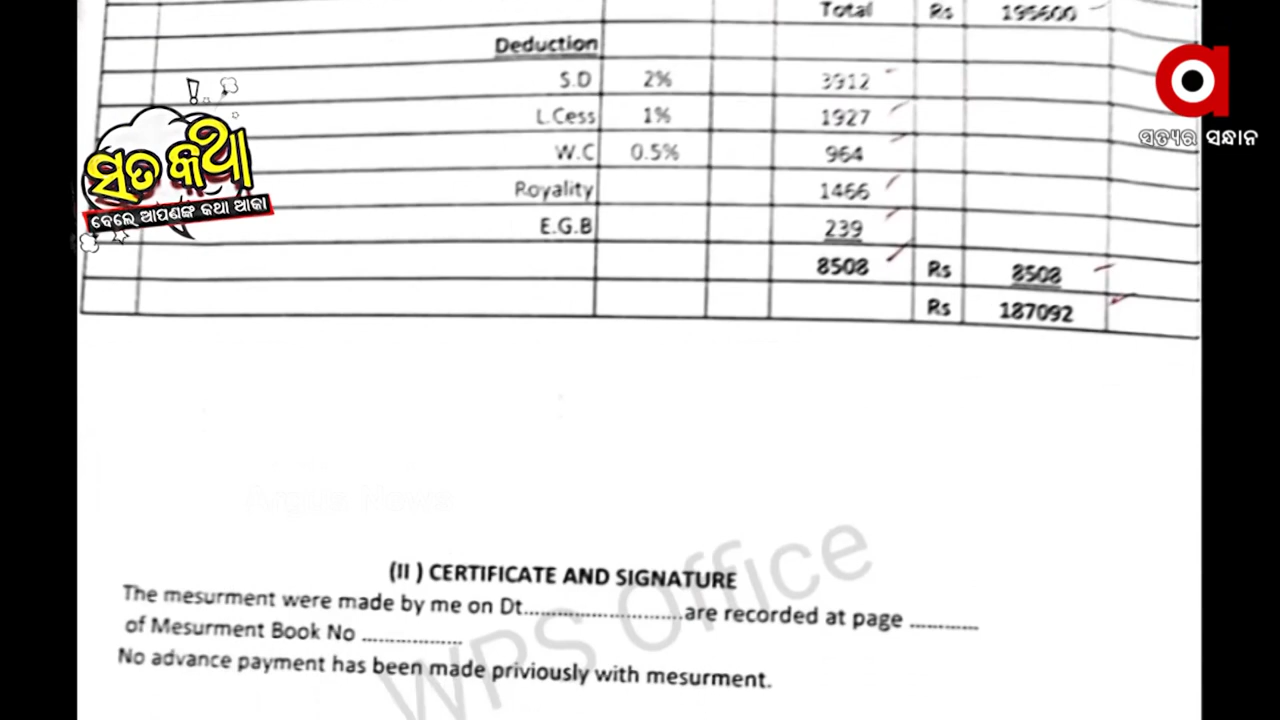 Total Rs 195600
Deduction
S.D 2% 3912
L.Cess 1% 1927
W.C 0.5% 964
Royality 1466
E.G.B 239
8508 Rs 8508
Rs 187092
ସତ କଥା
ବେଲେ ଆପଣଙ୍କ କଥା ଆକା
ସତ୍ୟର ସନ୍ଧାନ
Argus News
(II ) CERTIFICATE AND SIGNATURE
The mesurment were made by me on Dt..............................are recorded at page .............
of Mesurment Book No ...................
No advance payment has been made priviously with mesurment.
WPS Office